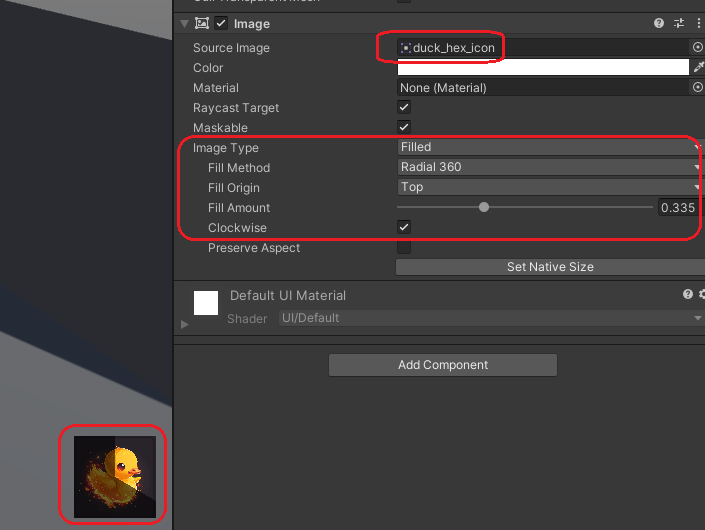 Image
Source Image duck_hex_icon
Color
Material None (Material)
Raycast Target
Maskable
Image Type Filled
Fill Method Radial 360
Fill Origin Top
Fill Amount 0.335
Clockwise
Preserve Aspect
Set Native Size
Default UI Material
Shader UI/Default
Add Component